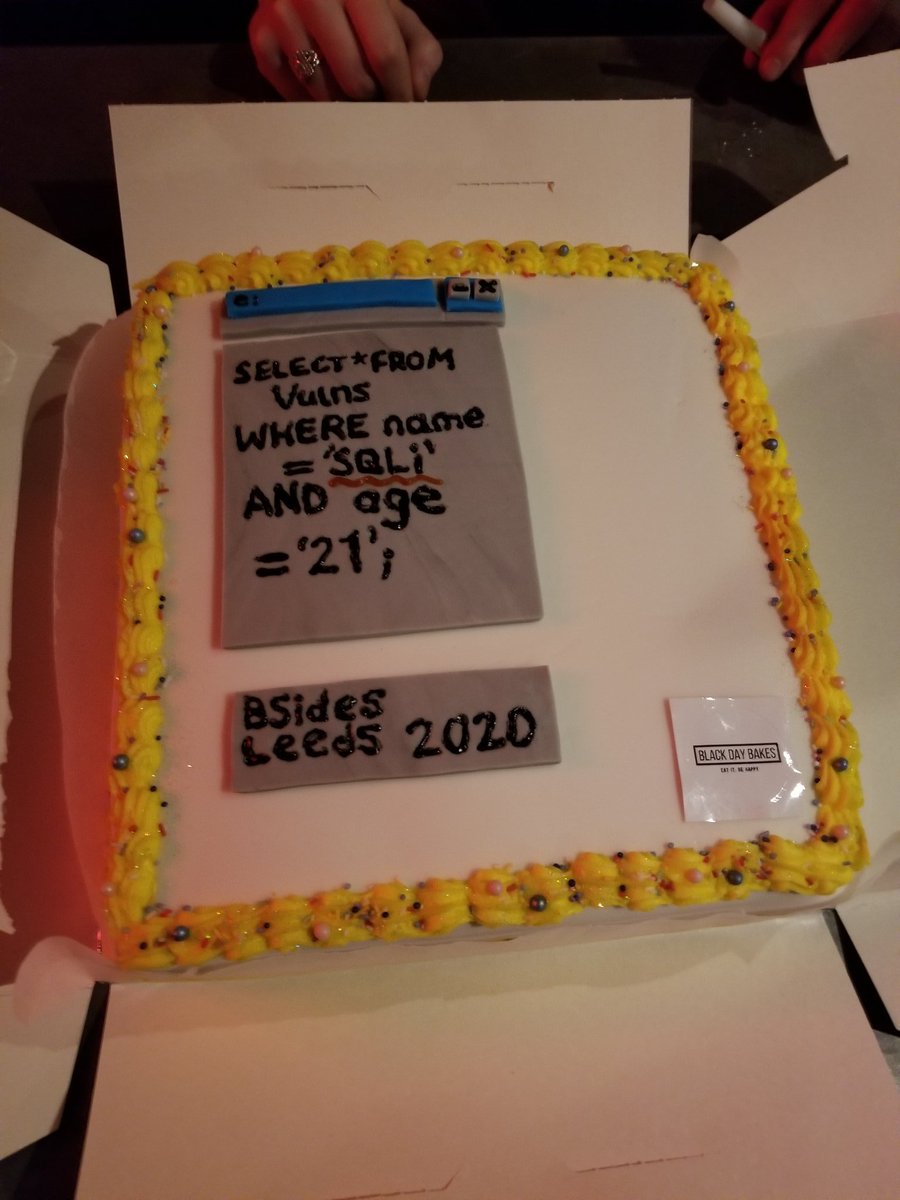 e: - x
SELECT*FROM
Vulns
WHERE name
='SQLi'
AND age
='21';
BSides
Leeds 2020
BLACK DAY BAKES
EAT IT. BE HAPPY